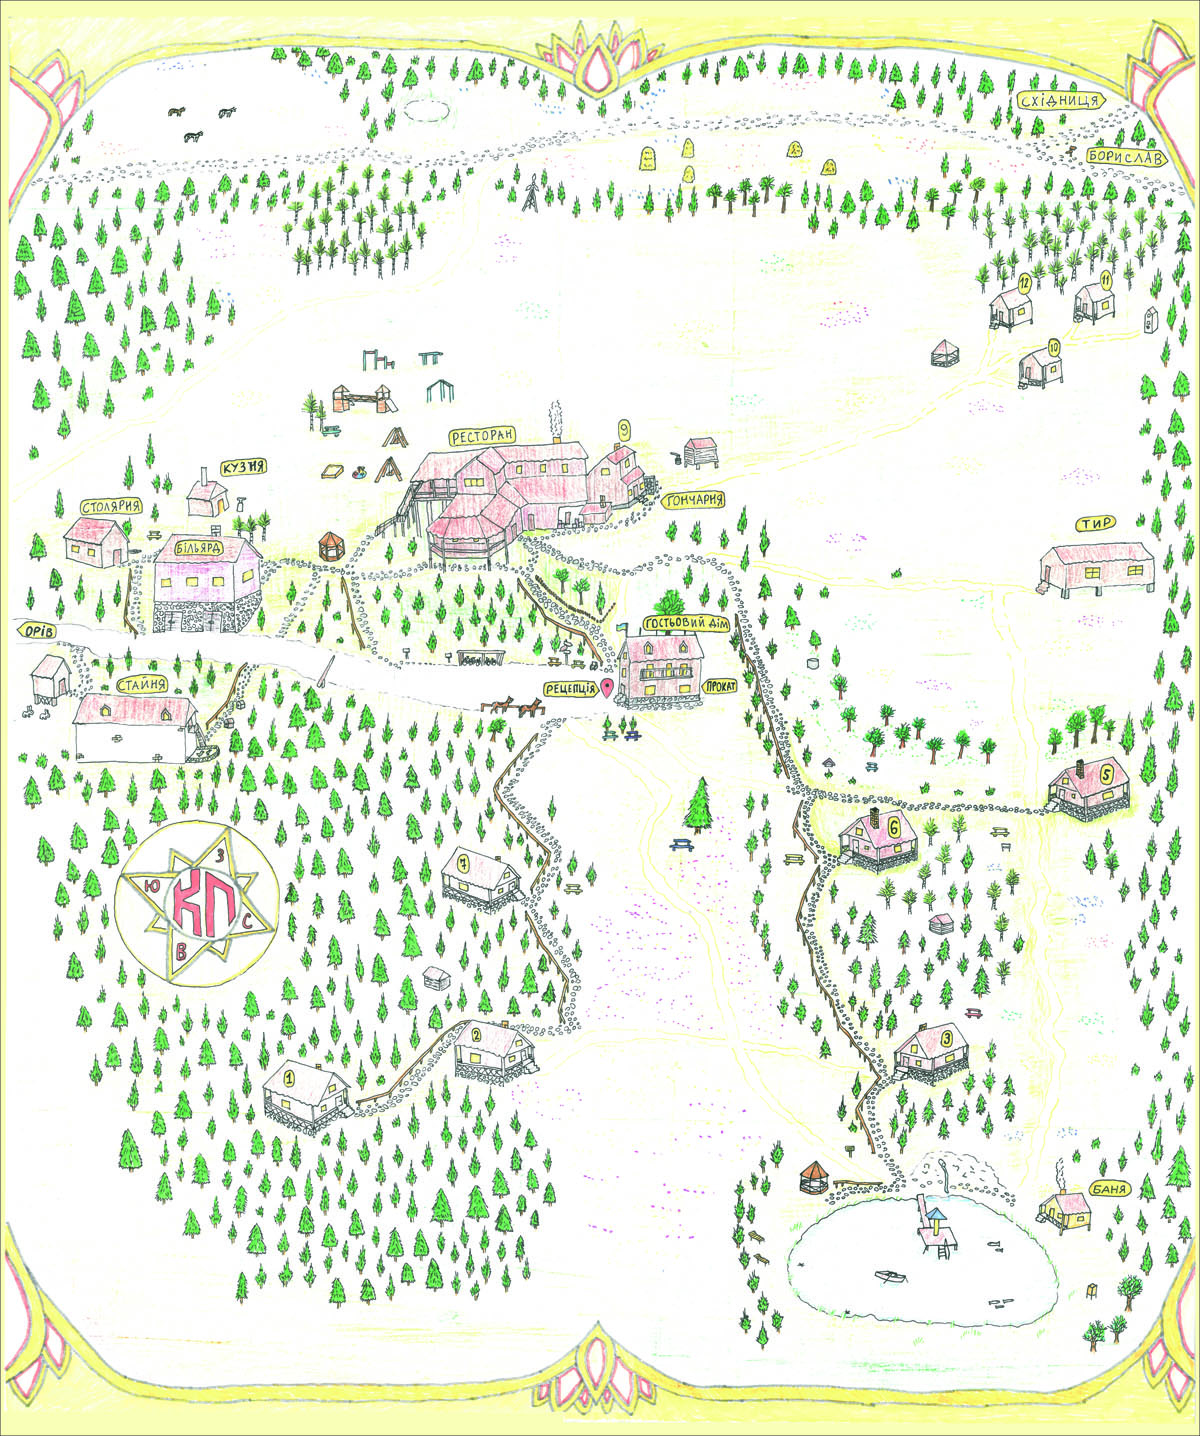 СХІДНИЦЯ
БОРИСЛАВ
12
11
10
РЕСТОРАН
9
КУЗНЯ
ГОНЧАРНЯ
СТОЛЯРНЯ
ТИР
БІЛЬЯРД
ОРІВ
ГОСТЬОВИЙ ДІМ
СТАЙНЯ
РЕЦЕПЦІЯ
ПРОКАТ
5
6
7
З
Ю
КП
С
В
2
3
1
БАНЯ